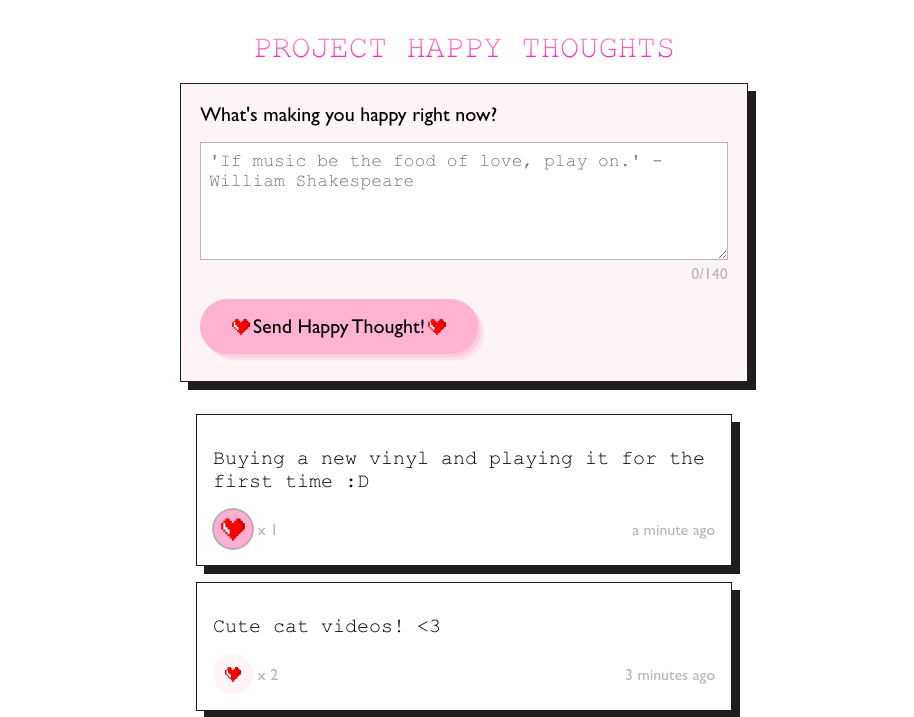 PROJECT HAPPY THOUGHTS
What's making you happy right now?
'If music be the food of love, play on.' -
William Shakespeare
0/140
Send Happy Thought!
Buying a new vinyl and playing it for the
first time :D
x 1
a minute ago
Cute cat videos! <3
x 2
3 minutes ago